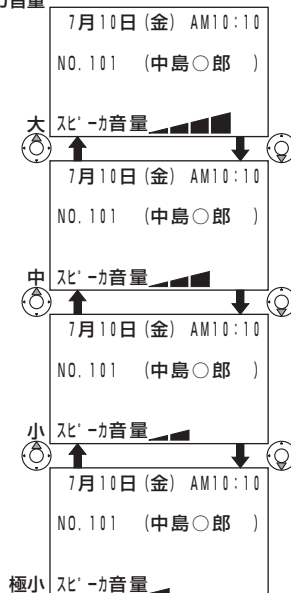 音量
7月10日(金) AM10:10
NO.101 (中島○郎 )
大 スピーカ音量
7月10日(金) AM10:10
NO.101 (中島○郎 )
中 スピーカ音量
7月10日(金) AM10:10
NO.101 (中島○郎 )
小 スピーカ音量
7月10日(金) AM10:10
NO.101 (中島○郎 )
極小 スピーカ音量